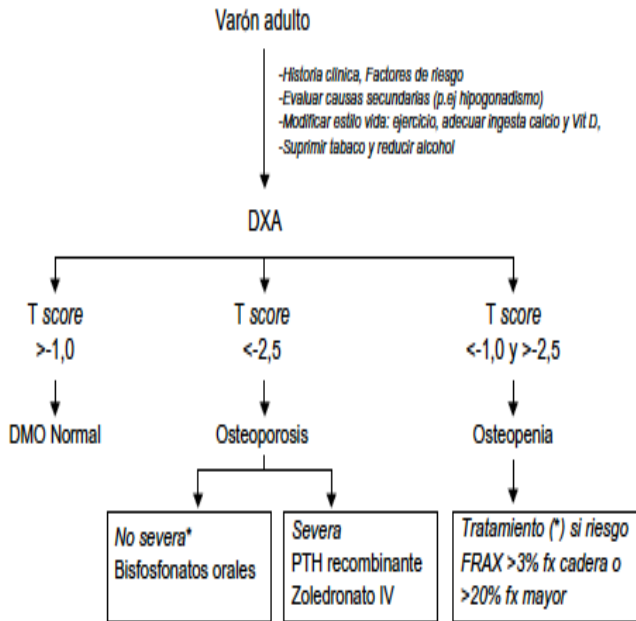 Varón adulto
-Historia clínica, Factores de riesgo
-Evaluar causas secundarias (p.ej hipogonadismo)
-Modificar estilo vida: ejercicio, adecuar ingesta calcio y Vit D,
-Suprimir tabaco y reducir alcohol
DXA
T score
>-1,0
T score
<-2,5
T score
<-1,0 y >-2,5
DMO Normal
Osteoporosis
Osteopenia
No severa*
Bisfosfonatos orales
Severa
PTH recombinante
Zoledronato IV
Tratamiento (*) si riesgo
FRAX >3% fx cadera o
>20% fx mayor